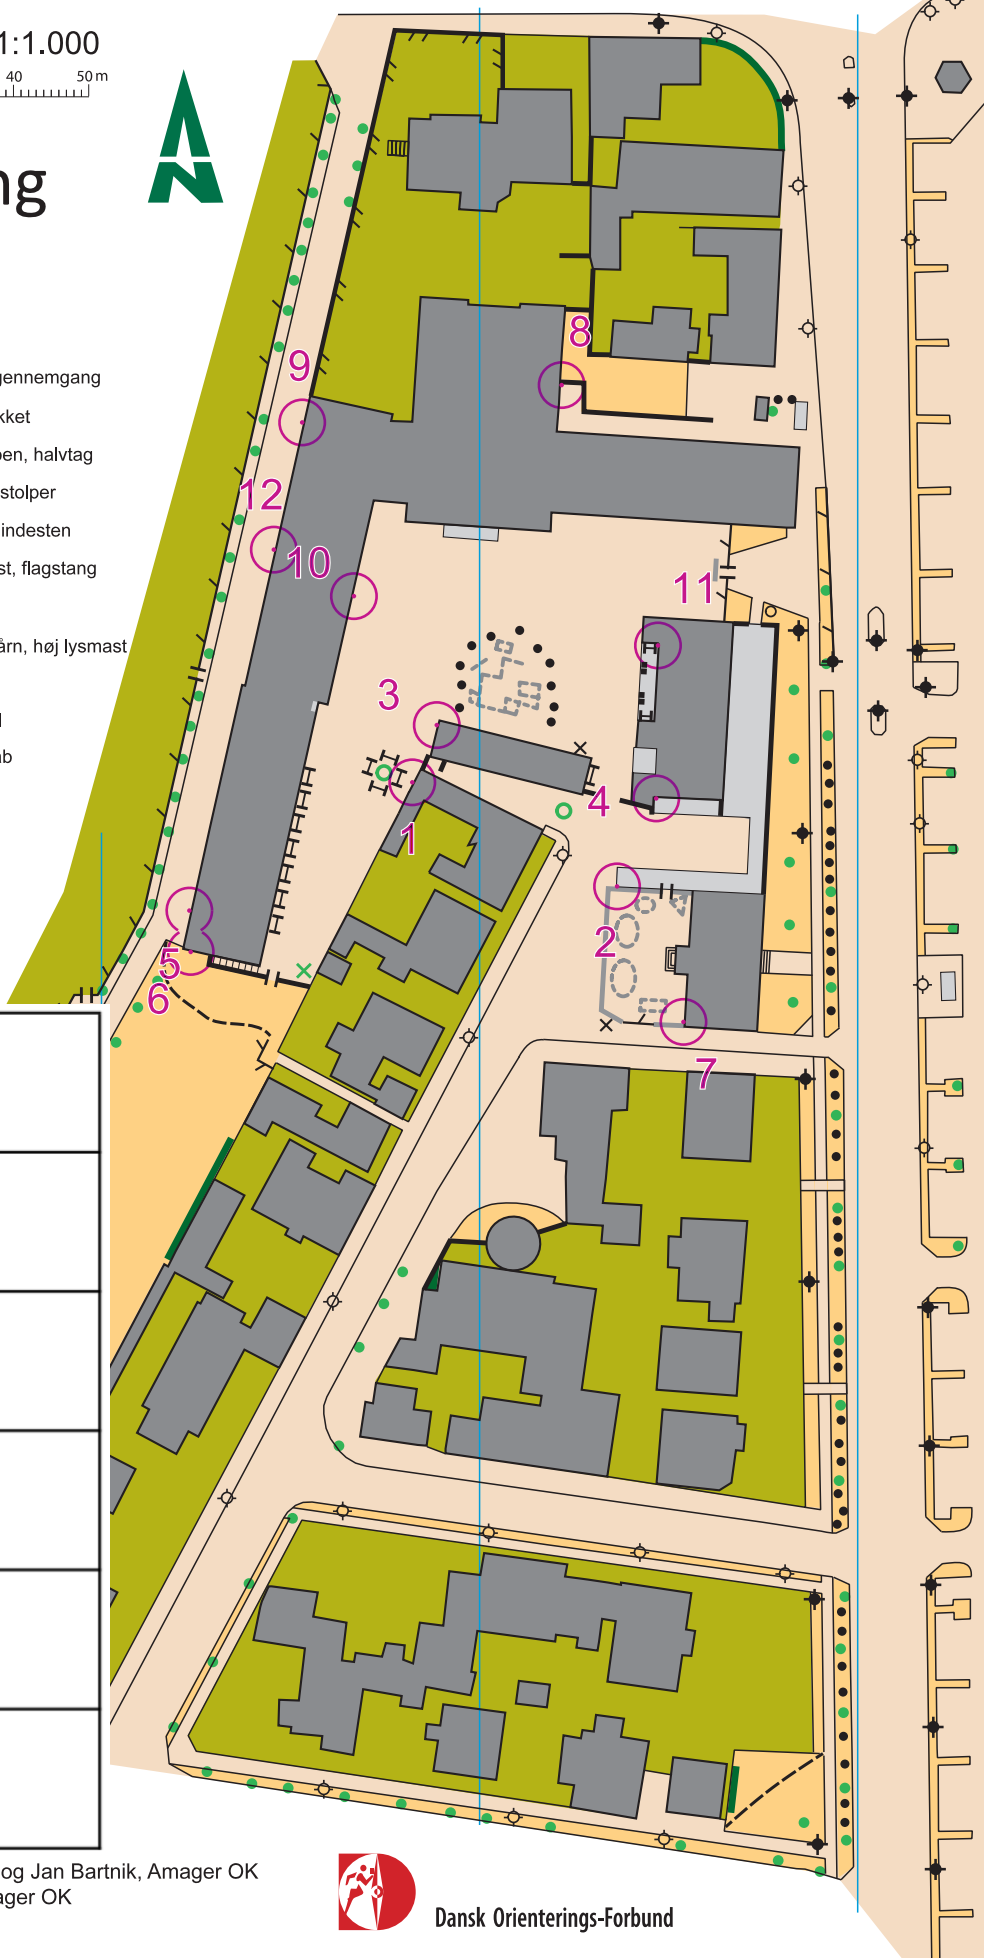 1:1.000
40 50 m
ng
gennemgang
kket
en, halvtag
stolper
indesten
st, flagstang
årn, høj lysmast
b
8
9
12
10
11
3
4
1
2
5
6
7
og Jan Bartnik, Amager OK
ager OK
Dansk Orienterings-Forbund